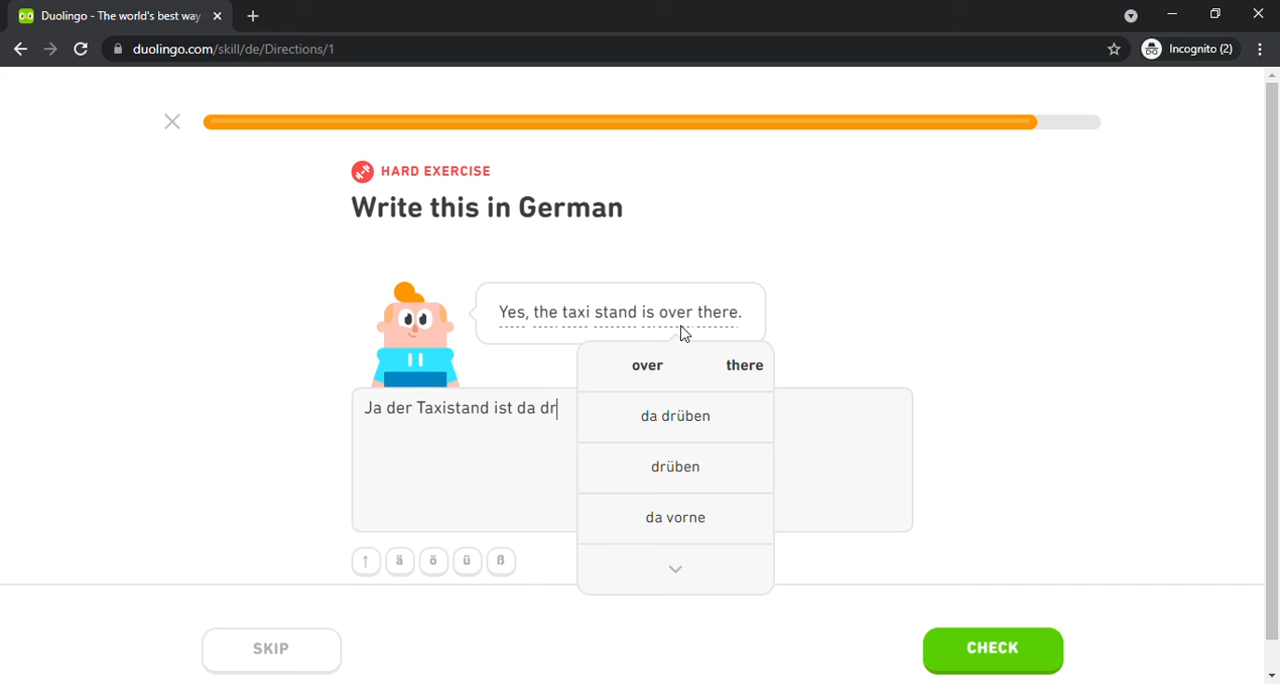 Duolingo - The world's best way
duolingo.com/skill/de/Directions/1
Incognito (2)
HARD EXERCISE
Write this in German
Yes, the taxi stand is over there.
over there
Ja der Taxistand ist da dr
da drüben
drüben
da vorne
↑ ä ö ü ß
SKIP
CHECK